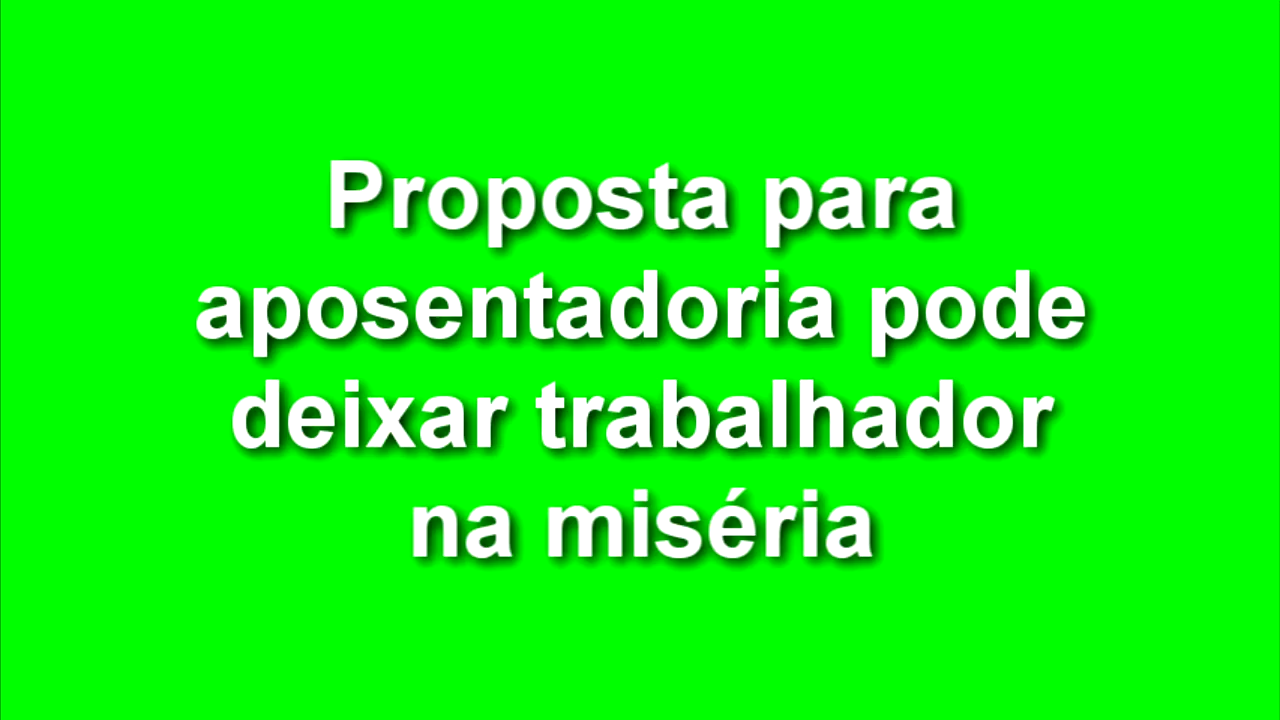 Proposta para
aposentadoria pode
deixar trabalhador
na miséria